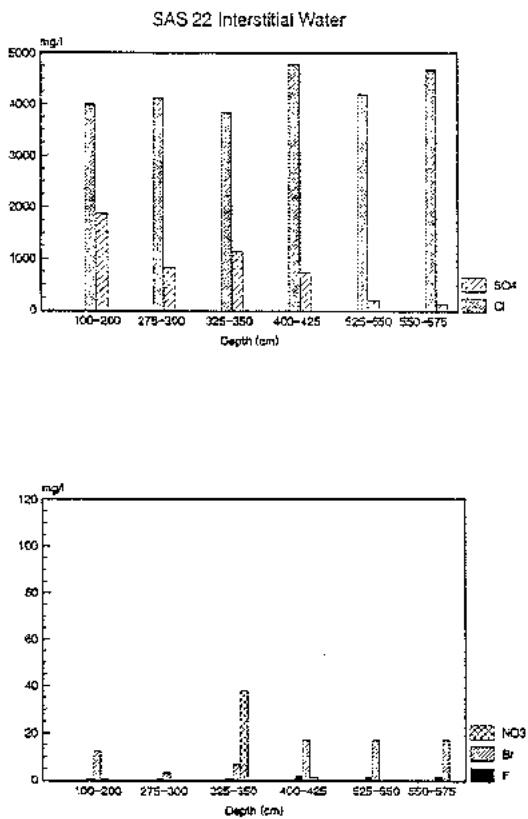 SAS 22 Interstitial Water
mg/l
5000
4000
3000
2000
1000
0
100-200 275-300 325-350 400-425 525-550 550-575
Depth (cm)
SO4
Cl
mg/l
120
100
80
60
40
20
0
100-200 275-300 325-350 400-425 525-550 550-575
Depth (cm)
NO3
Br
F